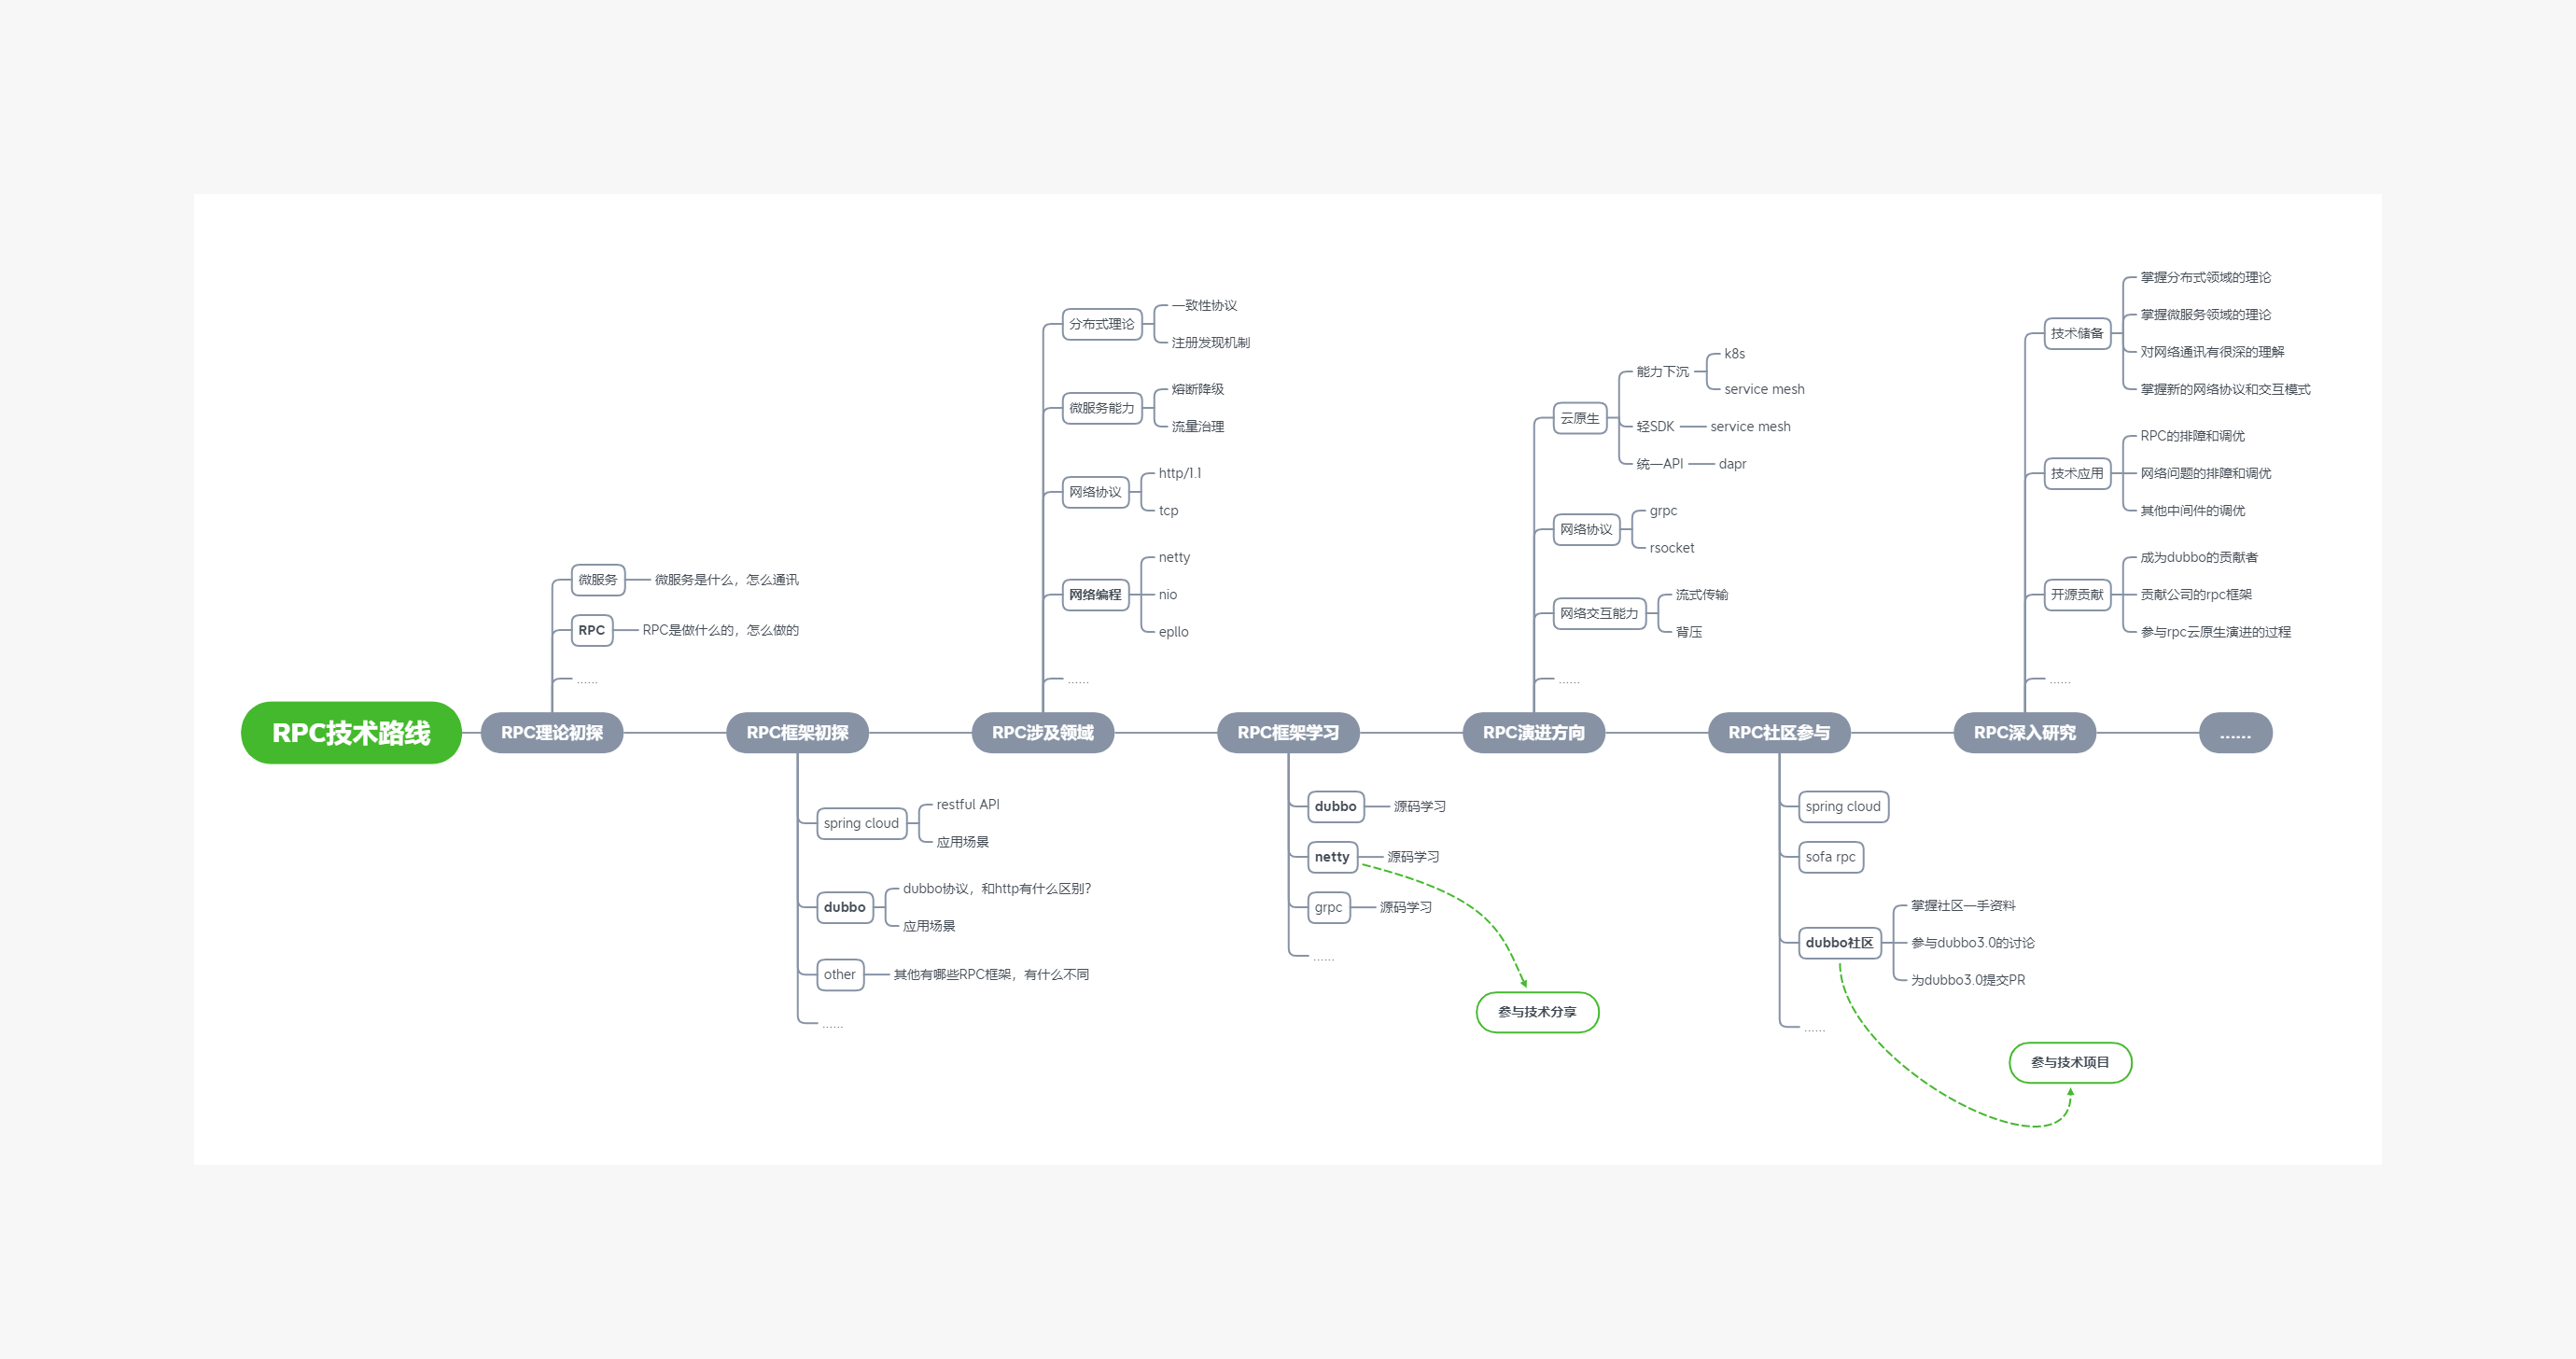 RPC技术路线
RPC理论初探
微服务
微服务是什么，怎么通讯
RPC
RPC是做什么的，怎么做的
......
RPC框架初探
spring cloud
restful API
应用场景
dubbo
dubbo协议，和http有什么区别？
应用场景
other
其他有哪些RPC框架，有什么不同
......
RPC涉及领域
分布式理论
一致性协议
注册发现机制
微服务能力
熔断降级
流量治理
网络协议
http/1.1
tcp
网络编程
netty
nio
epllo
......
RPC框架学习
dubbo
源码学习
netty
源码学习
grpc
源码学习
......
参与技术分享
RPC演进方向
云原生
能力下沉
k8s
service mesh
轻SDK
service mesh
统一API
dapr
网络协议
grpc
rsocket
网络交互能力
流式传输
背压
......
RPC社区参与
spring cloud
sofa rpc
dubbo社区
掌握社区一手资料
参与dubbo3.0的讨论
为dubbo3.0提交PR
......
参与技术项目
RPC深入研究
技术储备
掌握分布式领域的理论
掌握微服务领域的理论
对网络通讯有很深的理解
掌握新的网络协议和交互模式
技术应用
RPC的排障和调优
网络问题的排障和调优
其他中间件的调优
开源贡献
成为dubbo的贡献者
贡献公司的rpc框架
参与rpc云原生演进的过程
......
......